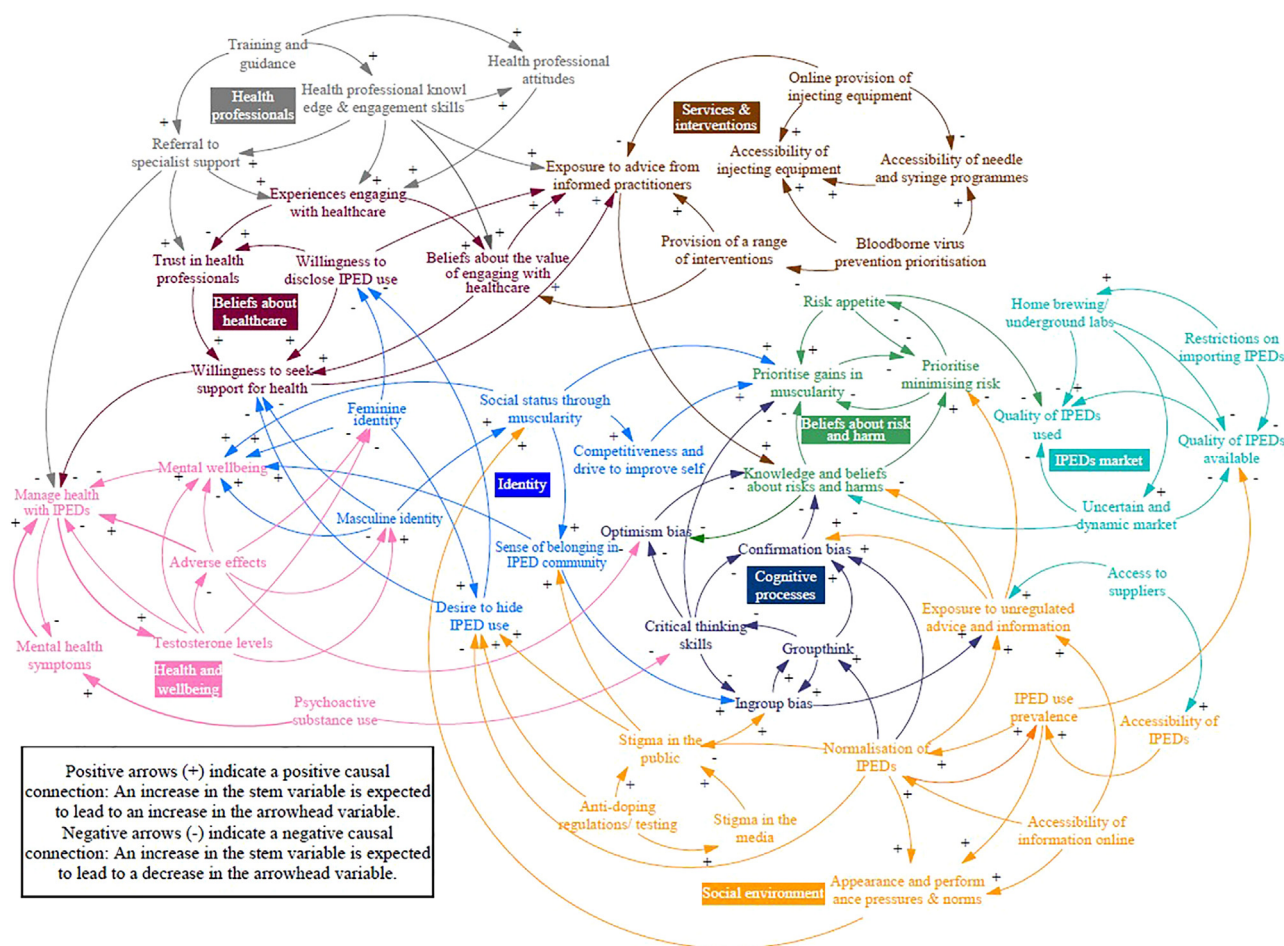 Training and
guidance
Health professional
attitudes
Health
professionals
Health professional knowl
edge & engagement skills
Referral to
specialist support
Online provision of
injecting equipment
Services &
interventions
Accessibility of
injecting equipment
Accessibility of needle
and syringe programmes
Exposure to advice from
informed practitioners
Experiences engaging
with healthcare
Trust in health
professionals
Willingness to
disclose IPED use
Beliefs about the value
of engaging with
healthcare
Provision of a range
of interventions
Bloodborne virus
prevention prioritisation
Beliefs about
healthcare
Willingness to seek
support for health
Risk appetite
Home brewing/
underground labs
Restrictions on
importing IPEDs
Prioritise gains in
muscularity
Prioritise
minimising risk
Beliefs about risk
and harm
Quality of IPEDs
used
IPEDs market
Quality of IPEDs
available
Feminine
identity
Social status through
muscularity
Competitiveness and
drive to improve self
Mental wellbeing
Identity
Knowledge and beliefs
about risks and harms
Uncertain and
dynamic market
Manage health
with IPEDs
Masculine identity
Optimism bias
Sense of belonging in
IPED community
Confirmation bias
Cognitive
processes
Adverse effects
Access to
suppliers
Desire to hide
IPED use
Critical thinking
skills
Exposure to unregulated
advice and information
Mental health
symptoms
Testosterone levels
Health and
wellbeing
Groupthink
Psychoactive
substance use
Ingroup bias
IPED use
prevalence
Accessibility of
IPEDs
Stigma in the
public
Normalisation of
IPEDs
Anti-doping
regulations/ testing
Stigma in the
media
Accessibility of
information online
Social environment
Appearance and perform
ance pressures & norms
Positive arrows (+) indicate a positive causal
connection: An increase in the stem variable is expected
to lead to an increase in the arrowhead variable.
Negative arrows (-) indicate a negative causal
connection: An increase in the stem variable is expected
to lead to a decrease in the arrowhead variable.